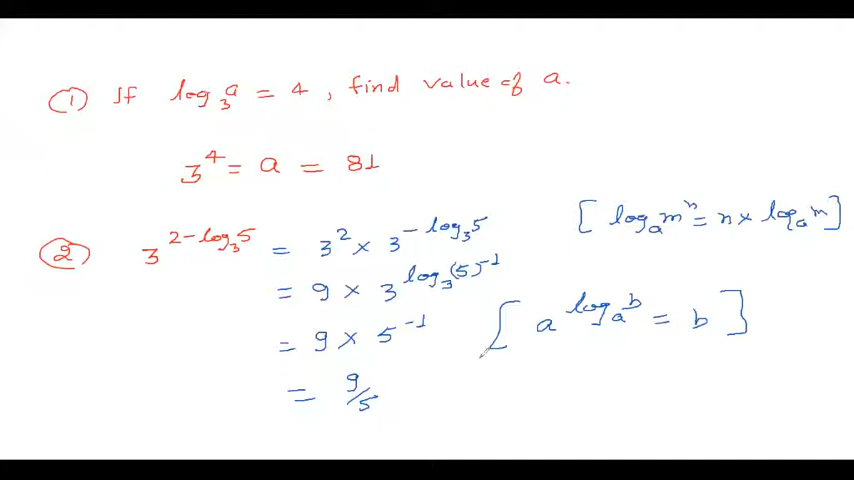 ① If log₃a = 4, find value of a.
3⁴ = a = 81
② 3^(2-log₃5) = 3² × 3^(-log₃5) [logₐmⁿ = n × logₐm]
= 9 × 3^(log₃(5)⁻¹)
= 9 × 5⁻¹ [a^(logₐb) = b]
= 9/5